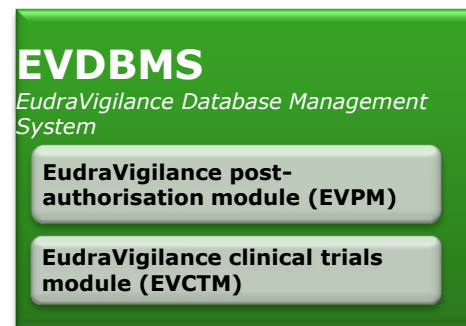 EVDBMS
EudraVigilance Database Management
System
EudraVigilance post-
authorisation module (EVPM)
EudraVigilance clinical trials
module (EVCTM)